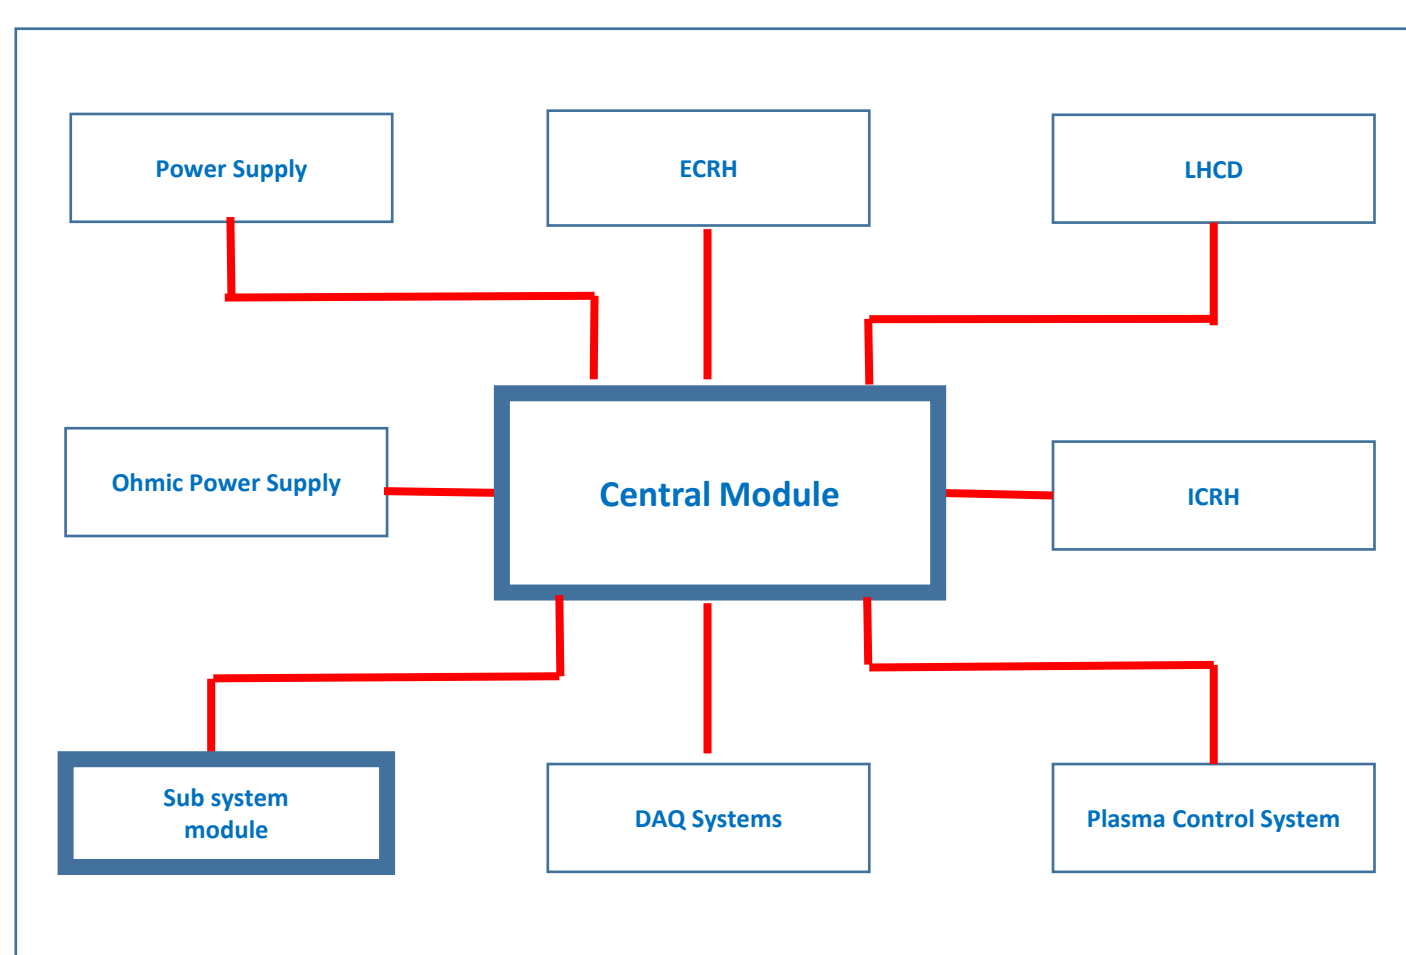 Power Supply
ECRH
LHCD
Ohmic Power Supply
Central Module
ICRH
Sub system
module
DAQ Systems
Plasma Control System